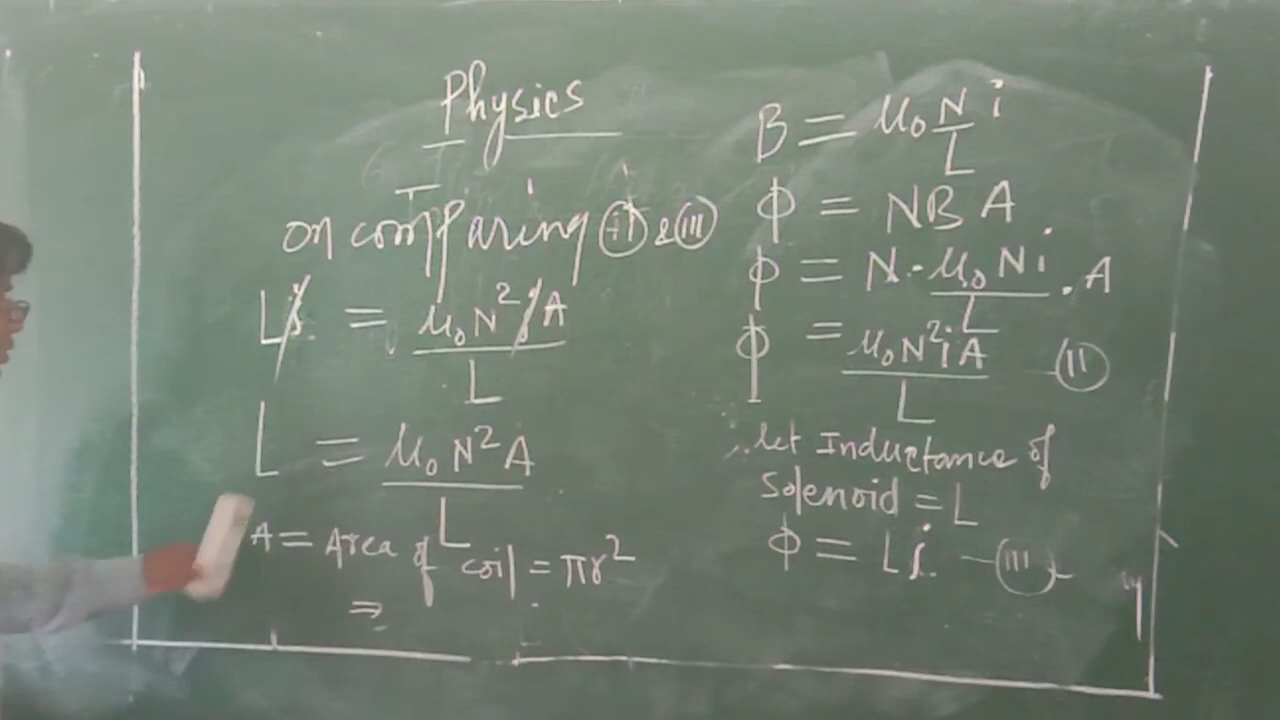 Physics
on comparing (ii) & (iii)
Li = μ₀N²iA
L
L = μ₀N²A
L
A = Area of coil = πr²
⇒
B = μ₀ N i
L
ϕ = NBA
ϕ = N · μ₀Ni . A
L
ϕ = μ₀N²iA — (ii)
L
let Inductance of
Solenoid = L
ϕ = Li — (iii)